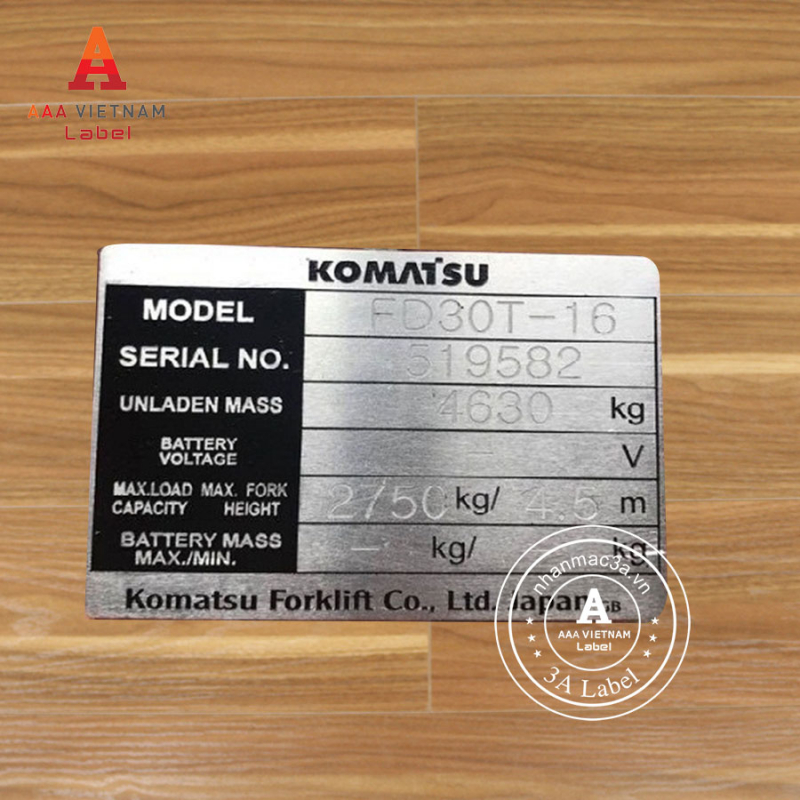 A
AAA VIETNAM
Label
KOMATSU
MODEL FD30T-16
SERIAL NO. 519582
UNLADEN MASS 4630 kg
BATTERY VOLTAGE V
MAX.LOAD CAPACITY MAX. FORK HEIGHT 2750 kg/ 4.5 m
BATTERY MASS MAX./MIN. - kg/ - kg
Komatsu Forklift Co., Ltd. Japan GB
nhanmac3a.vn
A
AAA VIETNAM
Label
3A Label